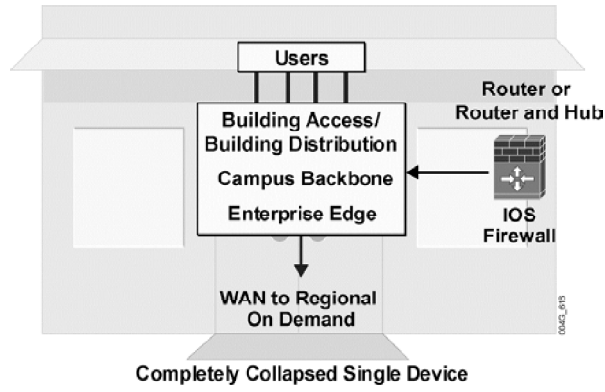 Users
Router or
Router and Hub
Building Access/
Building Distribution
Campus Backbone
Enterprise Edge
IOS
Firewall
WAN to Regional
On Demand
Completely Collapsed Single Device